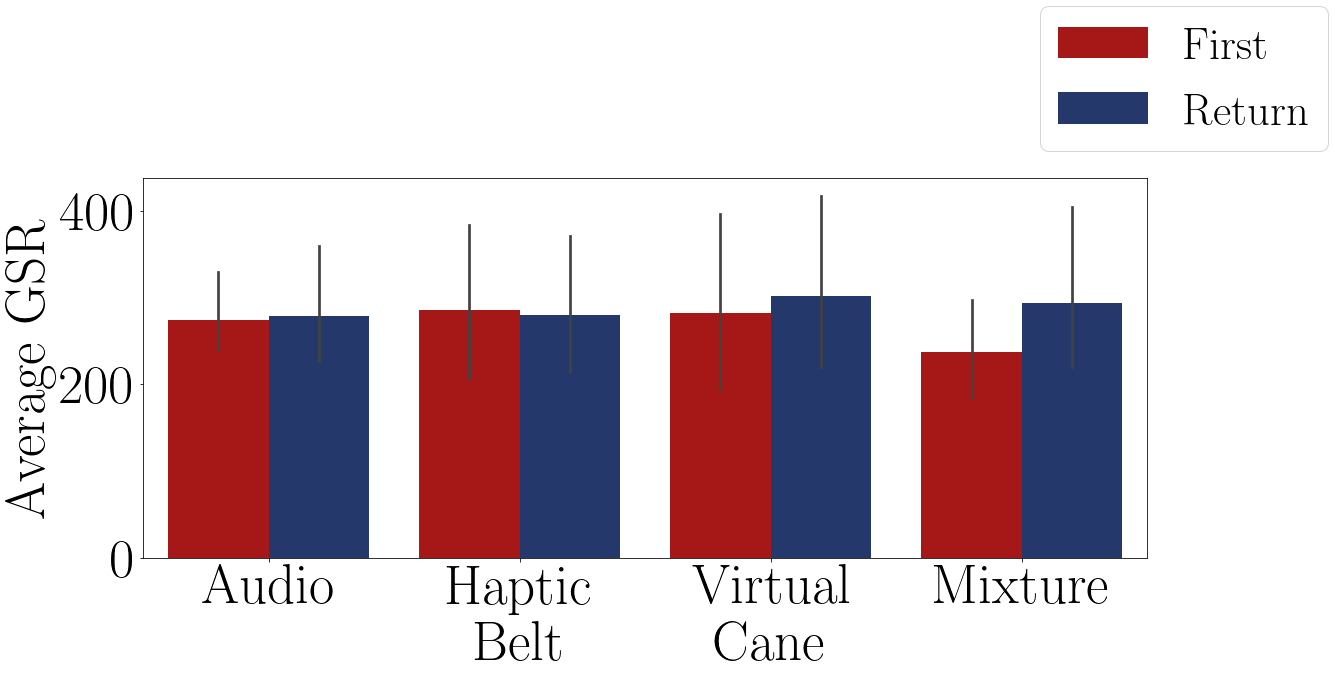 First
Return
Average GSR
400
200
0
Audio
Haptic
Belt
Virtual
Cane
Mixture